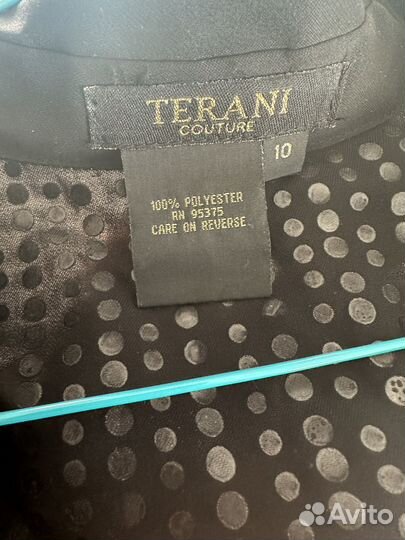 TERANI
COUTURE
10
100% POLYESTER
RN 95375
CARE ON REVERSE
Avito